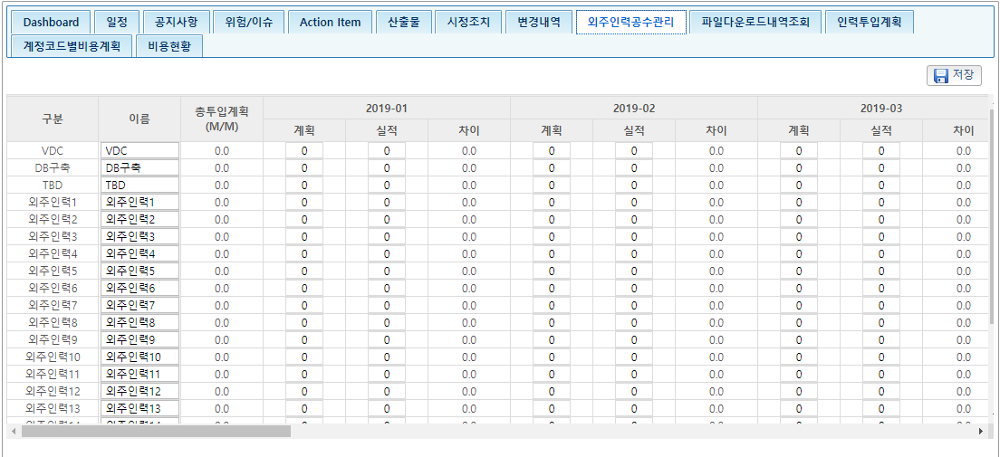 Dashboard 일정 공지사항 위험/이슈 Action Item 산출물 시정조치 변경내역 외주인력공수관리 파일다운로드내역조회 인력투입계획
계정코드별비용계획 비용현황
저장
구분 이름 총투입계획 (M/M) 2019-01 2019-02 2019-03
계획 실적 차이 계획 실적 차이 계획 실적 차이
VDC VDC 0.0 0 0 0.0 0 0 0.0 0 0 0.0
DB구축 DB구축 0.0 0 0 0.0 0 0 0.0 0 0 0.0
TBD TBD 0.0 0 0 0.0 0 0 0.0 0 0 0.0
외주인력1 외주인력1 0.0 0 0 0.0 0 0 0.0 0 0 0.0
외주인력2 외주인력2 0.0 0 0 0.0 0 0 0.0 0 0 0.0
외주인력3 외주인력3 0.0 0 0 0.0 0 0 0.0 0 0 0.0
외주인력4 외주인력4 0.0 0 0 0.0 0 0 0.0 0 0 0.0
외주인력5 외주인력5 0.0 0 0 0.0 0 0 0.0 0 0 0.0
외주인력6 외주인력6 0.0 0 0 0.0 0 0 0.0 0 0 0.0
외주인력7 외주인력7 0.0 0 0 0.0 0 0 0.0 0 0 0.0
외주인력8 외주인력8 0.0 0 0 0.0 0 0 0.0 0 0 0.0
외주인력9 외주인력9 0.0 0 0 0.0 0 0 0.0 0 0 0.0
외주인력10 외주인력10 0.0 0 0 0.0 0 0 0.0 0 0 0.0
외주인력11 외주인력11 0.0 0 0 0.0 0 0 0.0 0 0 0.0
외주인력12 외주인력12 0.0 0 0 0.0 0 0 0.0 0 0 0.0
외주인력13 외주인력13 0.0 0 0 0.0 0 0 0.0 0 0 0.0